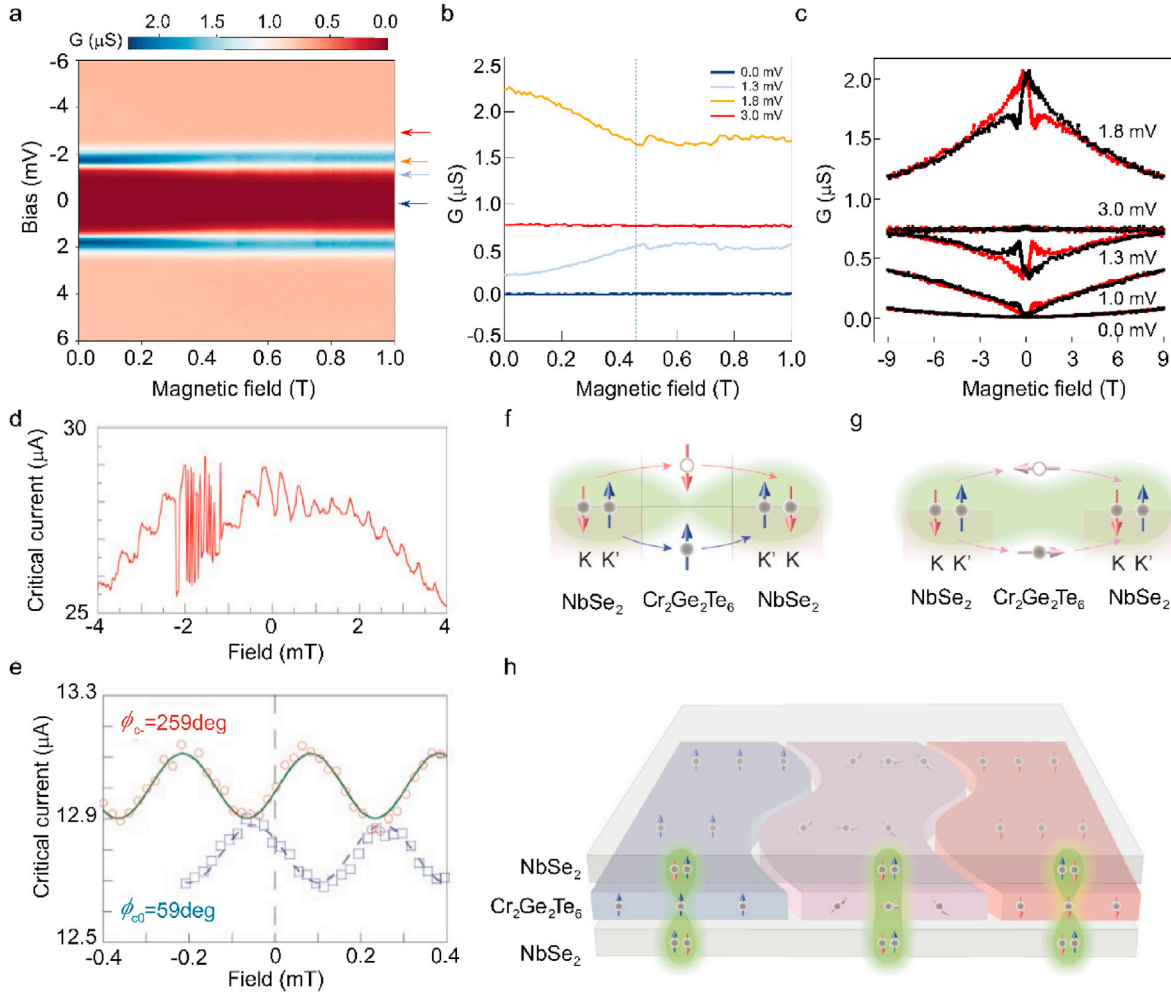 a
G (μS)
2.0 1.5 1.0 0.5 0.0
-6
-4
-2
0
2
4
6
Bias (mV)
0.0 0.2 0.4 0.6 0.8 1.0
Magnetic field (T)
b
2.5
2.0
1.5
1.0
0.5
0.0
-0.5
G (μS)
0.0 mV
1.3 mV
1.8 mV
3.0 mV
0.0 0.2 0.4 0.6 0.8 1.0
Magnetic field (T)
c
2.0
1.5
1.0
0.5
0.0
G (μS)
1.8 mV
3.0 mV
1.3 mV
1.0 mV
0.0 mV
-9 -6 -3 0 3 6 9
Magnetic field (T)
d
30
25
Critical current (μA)
-4 -2 0 2 4
Field (mT)
e
13.3
12.9
12.5
Critical current (μA)
ϕc-=259deg
ϕc0=59deg
-0.4 -0.2 0 0.2 0.4
Field (mT)
f
K K' K' K
NbSe2 Cr2Ge2Te6 NbSe2
g
K K' K K'
NbSe2 Cr2Ge2Te6 NbSe2
h
NbSe2
Cr2Ge2Te6
NbSe2